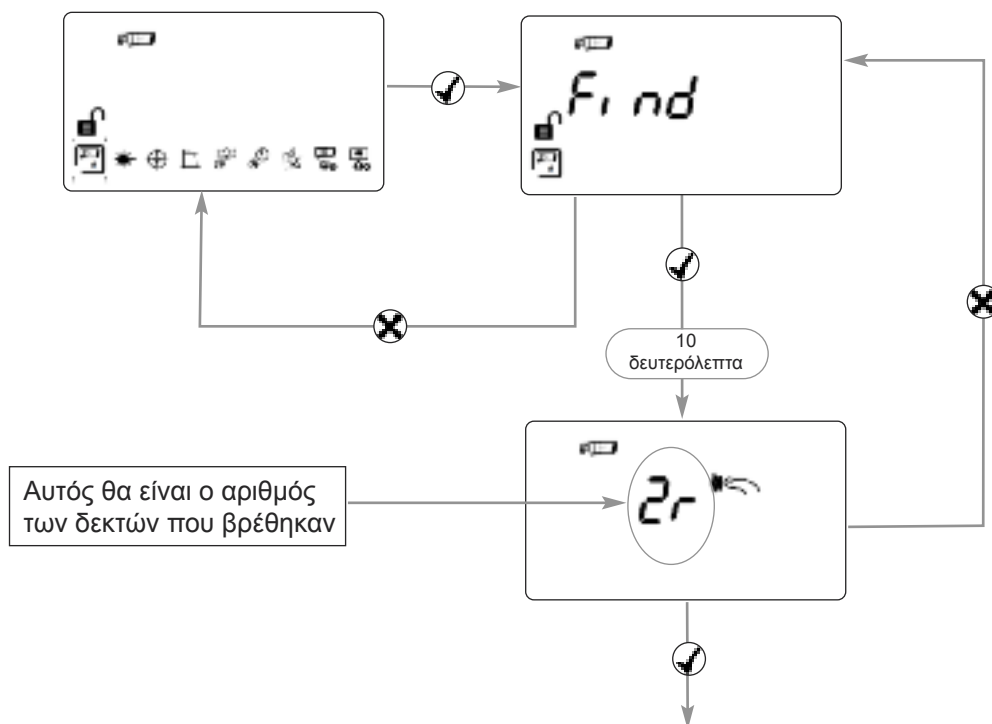 Find
10
δευτερόλεπτα
2r
Αυτός θα είναι ο αριθμός
των δεκτών που βρέθηκαν